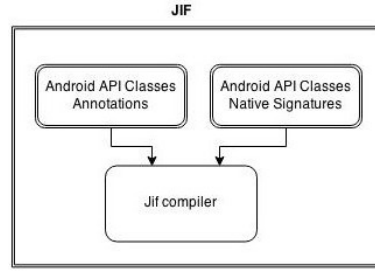 JIF
Android API Classes
Annotations
Android API Classes
Native Signatures
Jif compiler